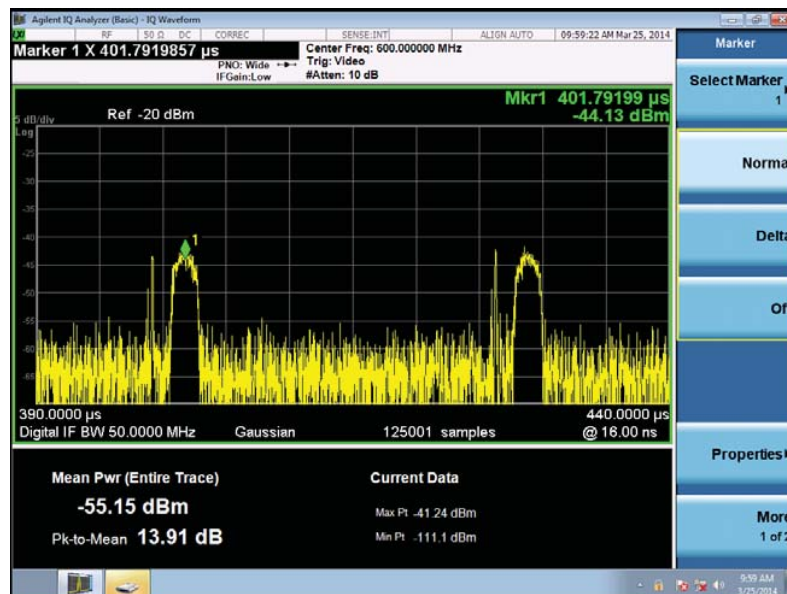 Agilent IQ Analyzer (Basic) - IQ Waveform
RF 50 Ω DC CORREC SENSE:INT ALIGN AUTO 09:59:22 AM Mar 25, 2014
Marker 1 X 401.7919857 µs
PNO: Wide
IFGain:Low
Center Freq: 600.000000 MHz
Trig: Video
#Atten: 10 dB
Mkr1 401.79199 µs
-44.13 dBm
5 dB/div
Ref -20 dBm
Log
-25
-30
-35
-40
1
-45
-50
-55
-60
-65
390.0000 µs
440.0000 µs
Digital IF BW 50.0000 MHz Gaussian 125001 samples @ 16.00 ns
Mean Pwr (Entire Trace)
-55.15 dBm
Pk-to-Mean 13.91 dB
Current Data
Max Pt -41.24 dBm
Min Pt -111.1 dBm
Marker
Select Marker
1
Norma
Delta
Of
Properties
More
1 of 2
9:59 AM
3/25/2014